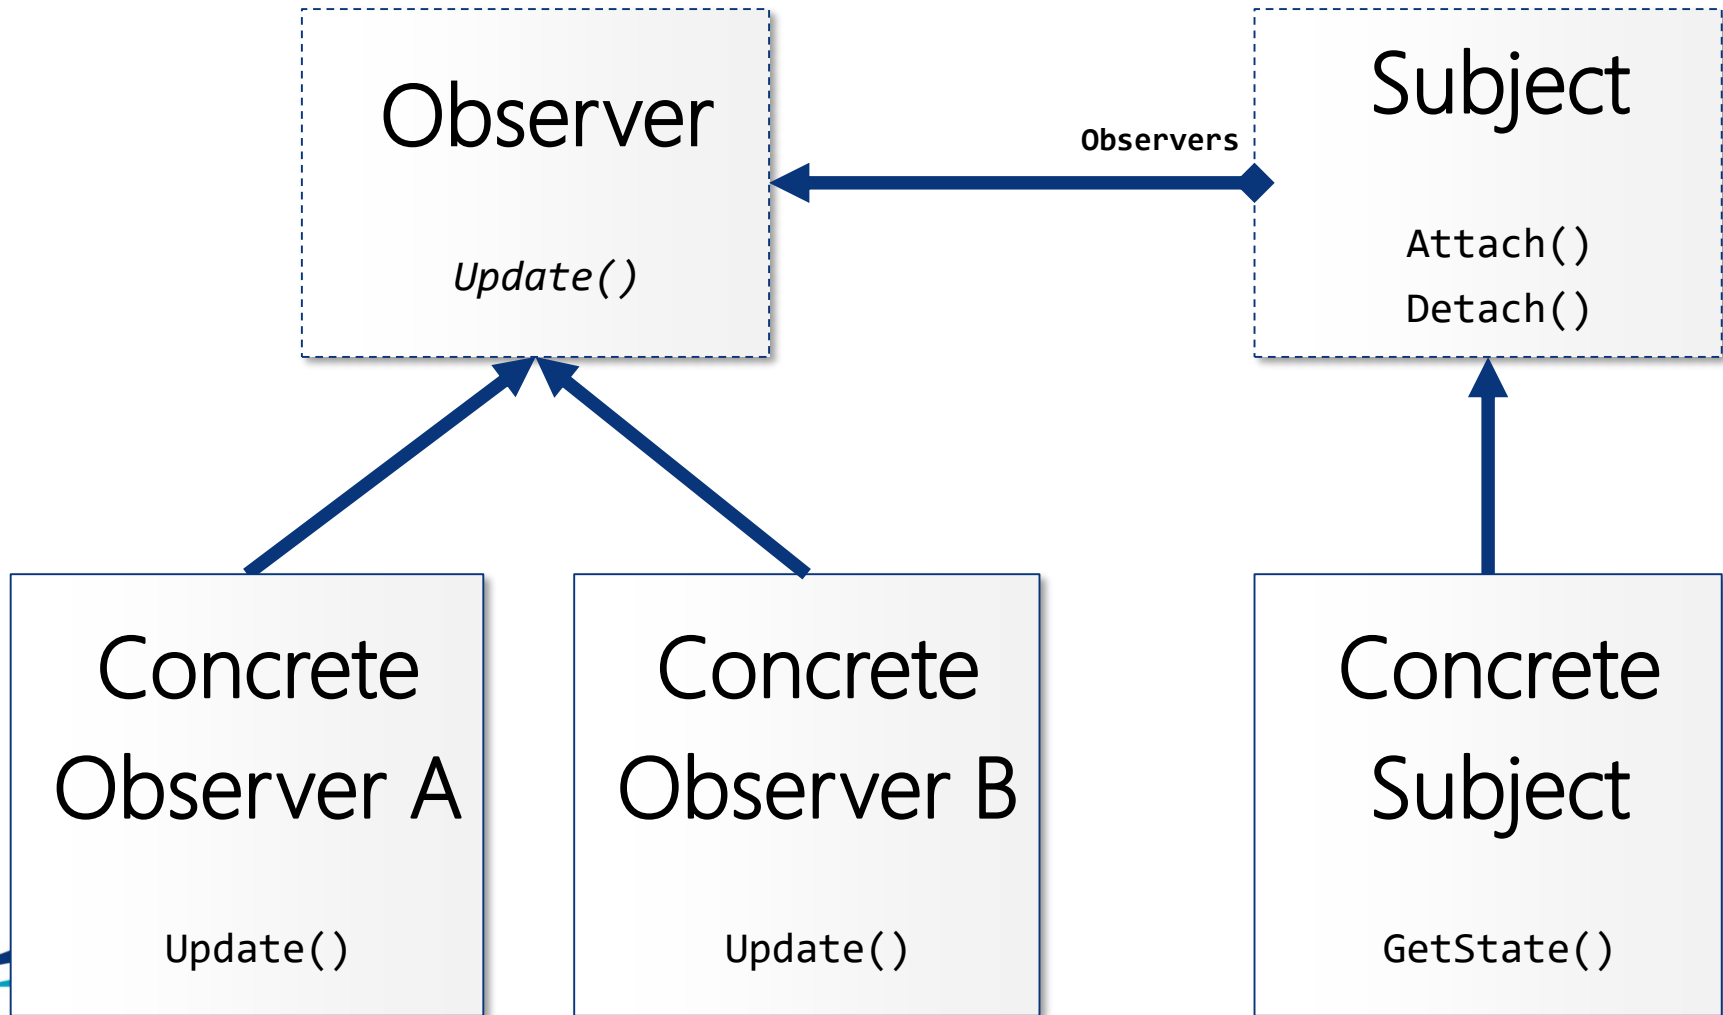 Observer
Update()
Observers
Subject
Attach()
Detach()
Concrete
Observer A
Update()
Concrete
Observer B
Update()
Concrete
Subject
GetState()